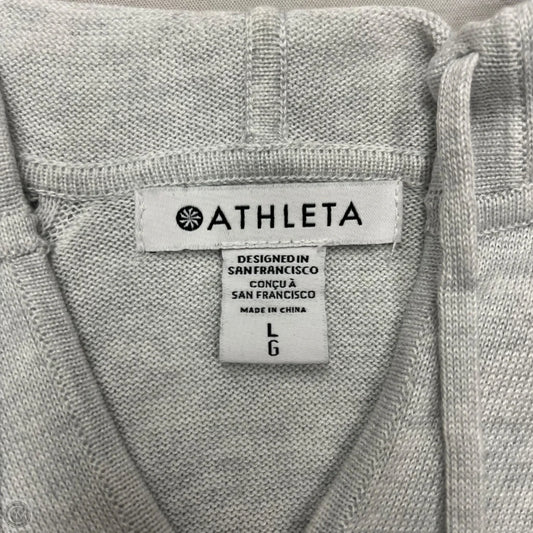 ATHLETA
DESIGNED IN
SAN FRANCISCO
CONÇU À
SAN FRANCISCO
MADE IN CHINA
L
G